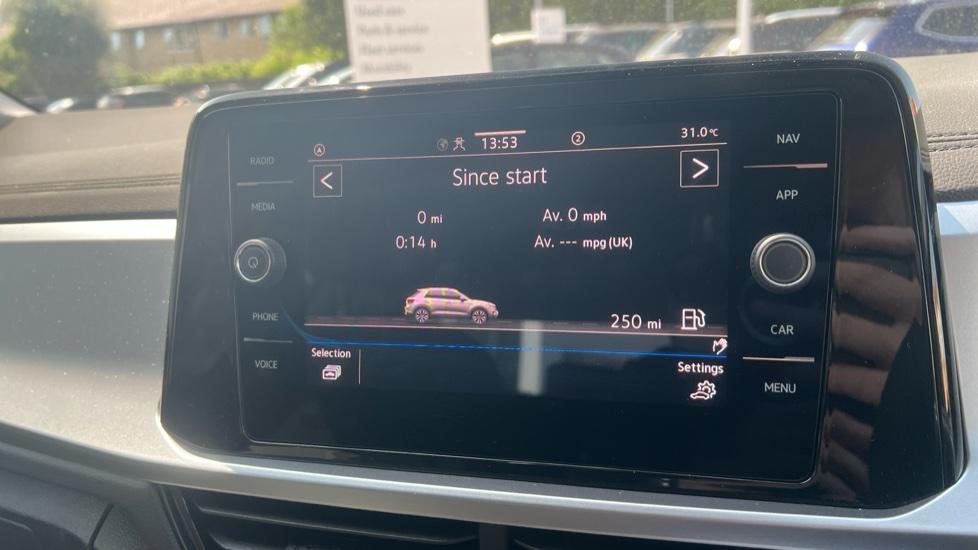 RADIO
MEDIA
PHONE
VOICE
A
13:53
2
31.0°C
<
Since start
>
0 mi
Av. 0 mph
0:14 h
Av. --- mpg (UK)
250 mi
Selection
Settings
NAV
APP
CAR
MENU